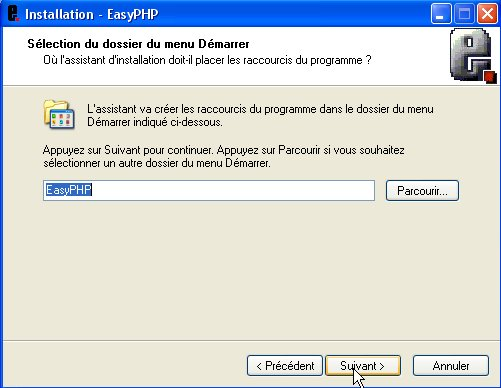 Installation - EasyPHP
Sélection du dossier du menu Démarrer
Où l'assistant d'installation doit-il placer les raccourcis du programme ?
L'assistant va créer les raccourcis du programme dans le dossier du menu
Démarrer indiqué ci-dessous.
Appuyez sur Suivant pour continuer. Appuyez sur Parcourir si vous souhaitez
sélectionner un autre dossier du menu Démarrer.
EasyPHP
Parcourir...
< Précédent
Suivant >
Annuler